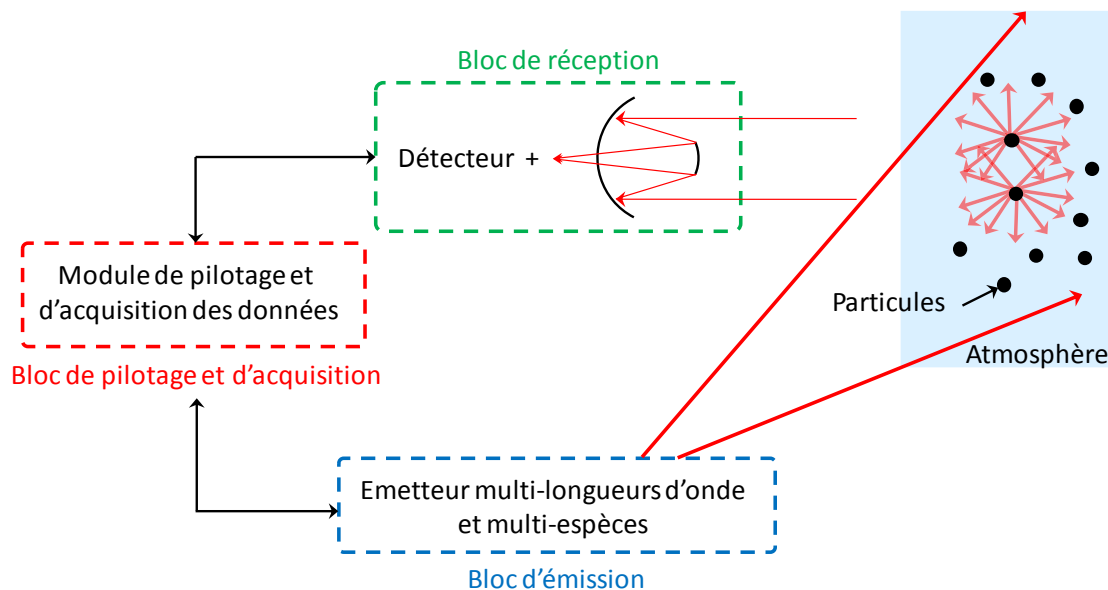 Bloc de réception
Détecteur +
Module de pilotage et
d'acquisition des données
Bloc de pilotage et d'acquisition
Particules
Atmosphère
Emetteur multi-longueurs d'onde
et multi-espèces
Bloc d'émission